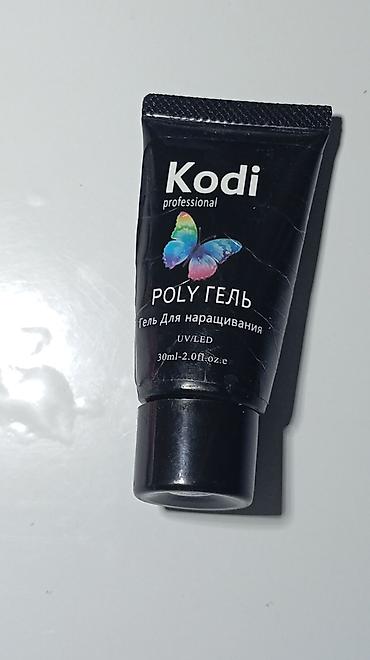 Kodi
professional
POLY ГЕЛЬ
Гель Для наращивания
UV/LED
30ml-2.0fl.oz.e